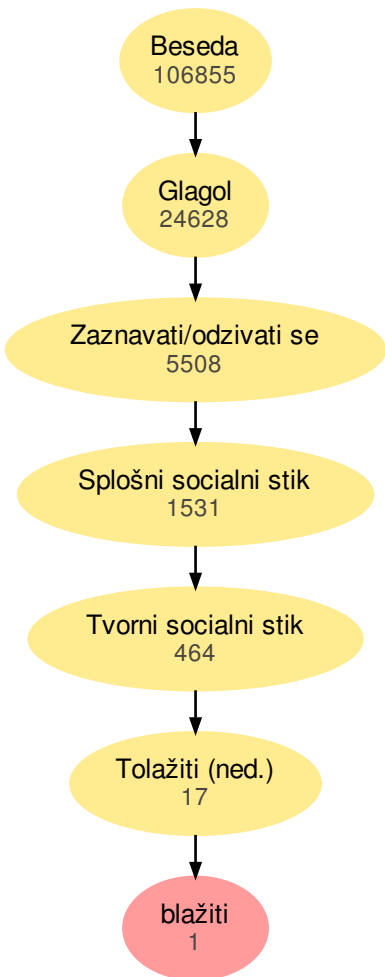 Beseda
106855
Glagol
24628
Zaznavati/odzivati se
5508
Splošni socialni stik
1531
Tvorni socialni stik
464
Tolažiti (ned.)
17
blažiti
1